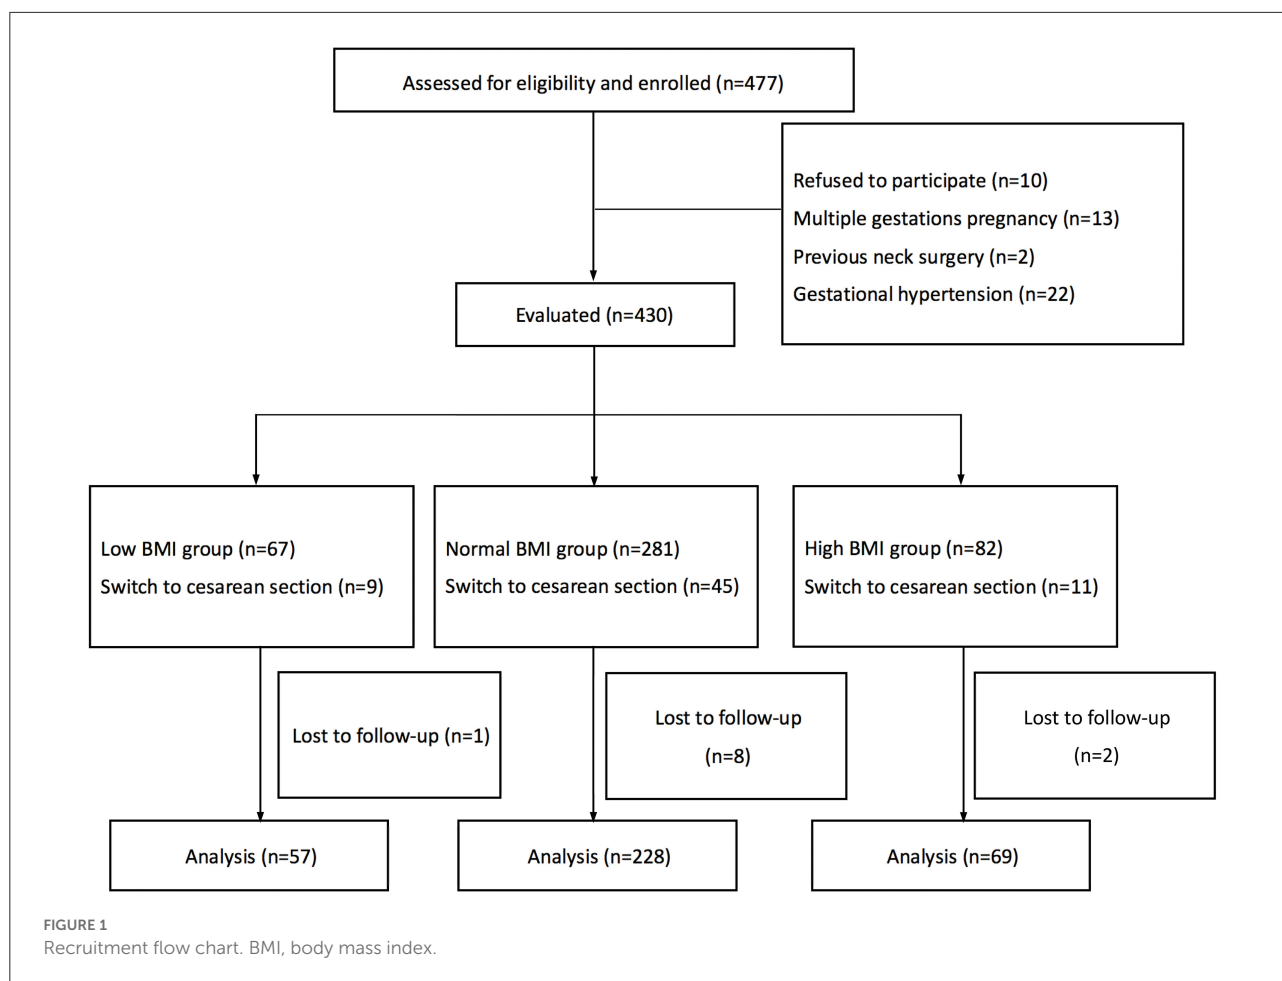 Assessed for eligibility and enrolled (n=477)
Refused to participate (n=10)
Multiple gestations pregnancy (n=13)
Previous neck surgery (n=2)
Gestational hypertension (n=22)
Evaluated (n=430)
Low BMI group (n=67)
Switch to cesarean section (n=9)
Normal BMI group (n=281)
Switch to cesarean section (n=45)
High BMI group (n=82)
Switch to cesarean section (n=11)
Lost to follow-up (n=1)
Lost to follow-up
(n=8)
Lost to follow-up
(n=2)
Analysis (n=57)
Analysis (n=228)
Analysis (n=69)
FIGURE 1
Recruitment flow chart. BMI, body mass index.